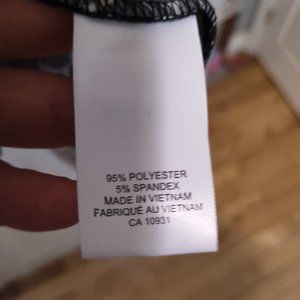 95% POLYESTER
5% SPANDEX
MADE IN VIETNAM
FABRIQUÉ AU VIETNAM
CA 10931